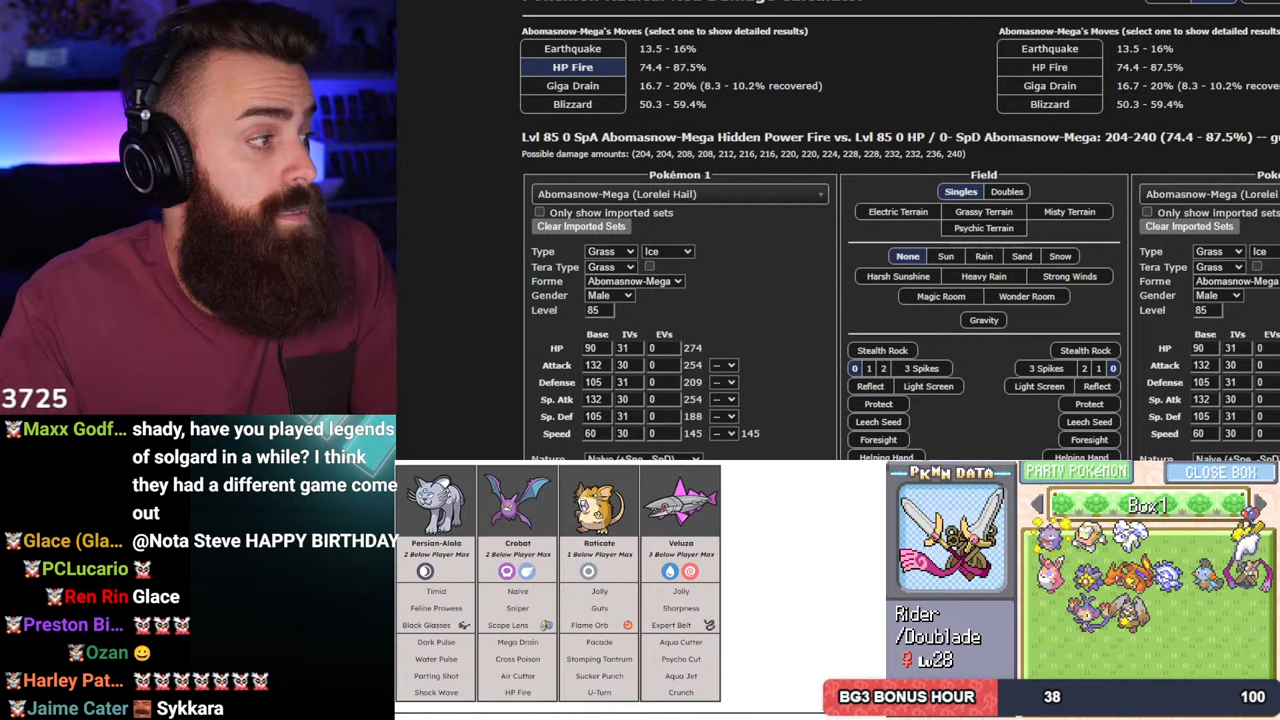 Abomasnow-Mega's Moves (select one to show detailed results)
Earthquake 13.5 - 16%
HP Fire 74.4 - 87.5%
Giga Drain 16.7 - 20% (8.3 - 10.2% recovered)
Blizzard 50.3 - 59.4%
Abomasnow-Mega's Moves (select one to show detailed results)
Earthquake 13.5 - 16%
HP Fire 74.4 - 87.5%
Giga Drain 16.7 - 20% (8.3 - 10.2% recover
Blizzard 50.3 - 59.4%
Lvl 85 0 SpA Abomasnow-Mega Hidden Power Fire vs. Lvl 85 0 HP / 0- SpD Abomasnow-Mega: 204-240 (74.4 - 87.5%) --
Possible damage amounts: (204, 204, 208, 208, 212, 216, 216, 220, 220, 224, 228, 228, 232, 232, 236, 240)
Pokémon 1
Abomasnow-Mega (Lorelei Hail)
Only show imported sets
Clear Imported Sets
Type Grass Ice
Tera Type Grass
Forme Abomasnow-Mega
Gender Male
Level 85
Base IVs EVs
HP 90 31 0 274
Attack 132 30 0 254 --
Defense 105 31 0 209 --
Sp. Atk 132 30 0 254 --
Sp. Def 105 31 0 188 --
Speed 60 30 0 145 -- 145
Field
Singles Doubles
Electric Terrain Grassy Terrain Misty Terrain
Psychic Terrain
None Sun Rain Sand Snow
Harsh Sunshine Heavy Rain Strong Winds
Magic Room Wonder Room
Gravity
Stealth Rock Stealth Rock
0 1 2 3 Spikes 3 Spikes 2 1 0
Reflect Light Screen Light Screen Reflect
Protect Protect
Leech Seed Leech Seed
Foresight Foresight
Helping Hand Helping Hand
Abomasnow-Mega (Lorelei
Only show imported sets
Clear Imported Sets
Type Grass Ice
Tera Type Grass
Forme Abomasnow-Mega
Gender Male
Level 85
Base IVs EVs
HP 90 31 0
Attack 132 30 0
Defense 105 31 0
Sp. Atk 132 30 0
Sp. Def 105 31 0
Speed 60 30 0
3725
Maxx Godf... shady, have you played legends
of solgard in a while? I think
they had a different game come
out
Glace (Gla... @Nota Steve HAPPY BIRTHDAY
PCLucario
Ren Rin Glace
Preston Bi...
Ozan
Harley Pat...
Jaime Cater Sykkara
Persian-Alola
2 Below Player Max
Timid
Feline Prowess
Black Glasses
Dark Pulse
Water Pulse
Parting Shot
Shock Wave
Crobat
2 Below Player Max
Naive
Sniper
Scope Lens
Mega Drain
Cross Poison
Air Cutter
HP Fire
Raticate
1 Below Player Max
Jolly
Guts
Flame Orb
Facade
Stomping Tantrum
Sucker Punch
U-Turn
Veluza
3 Below Player Max
Jolly
Sharpness
Expert Belt
Aqua Cutter
Psycho Cut
Aqua Jet
Crunch
PKMN DATA
Rider
/Doublade
♀ Lv28
PARTY POKéMON
CLOSE BOX
Box1
BG3 BONUS HOUR 38 100